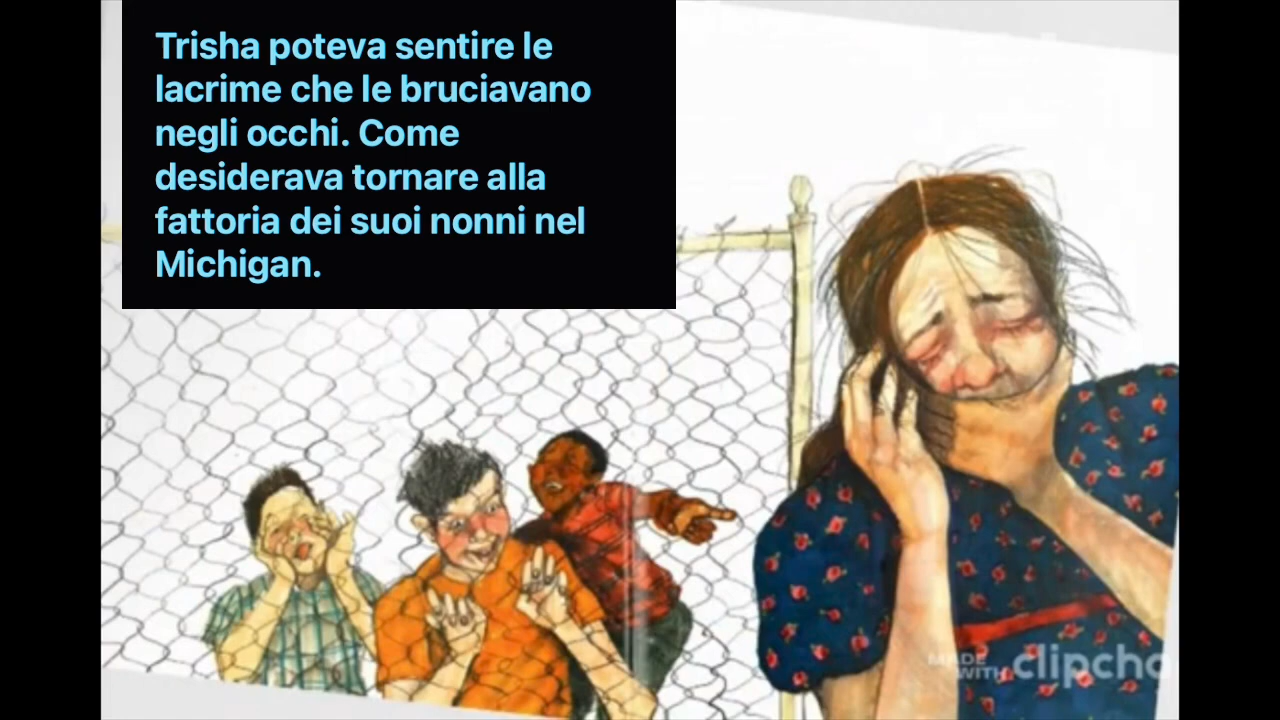 Trisha poteva sentire le
lacrime che le bruciavano
negli occhi. Come
desiderava tornare alla
fattoria dei suoi nonni nel
Michigan.
MADE
WITH clipcha